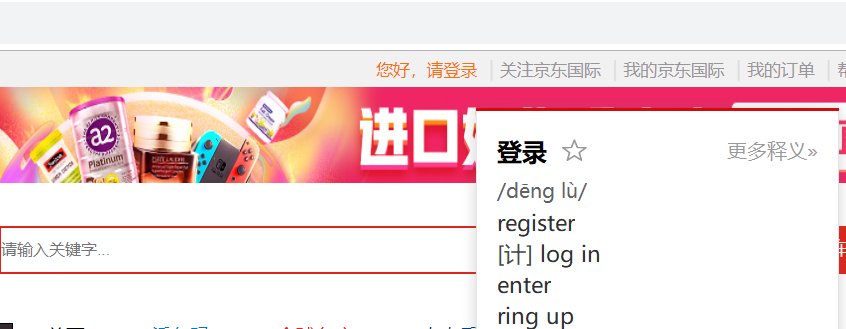 您好，请登录 关注京东国际 我的京东国际 我的订单
a2
Platinum
进口
登录 ☆ 更多释义»
/dēng lù/
register
[计] log in
enter
ring up
请输入关键字...